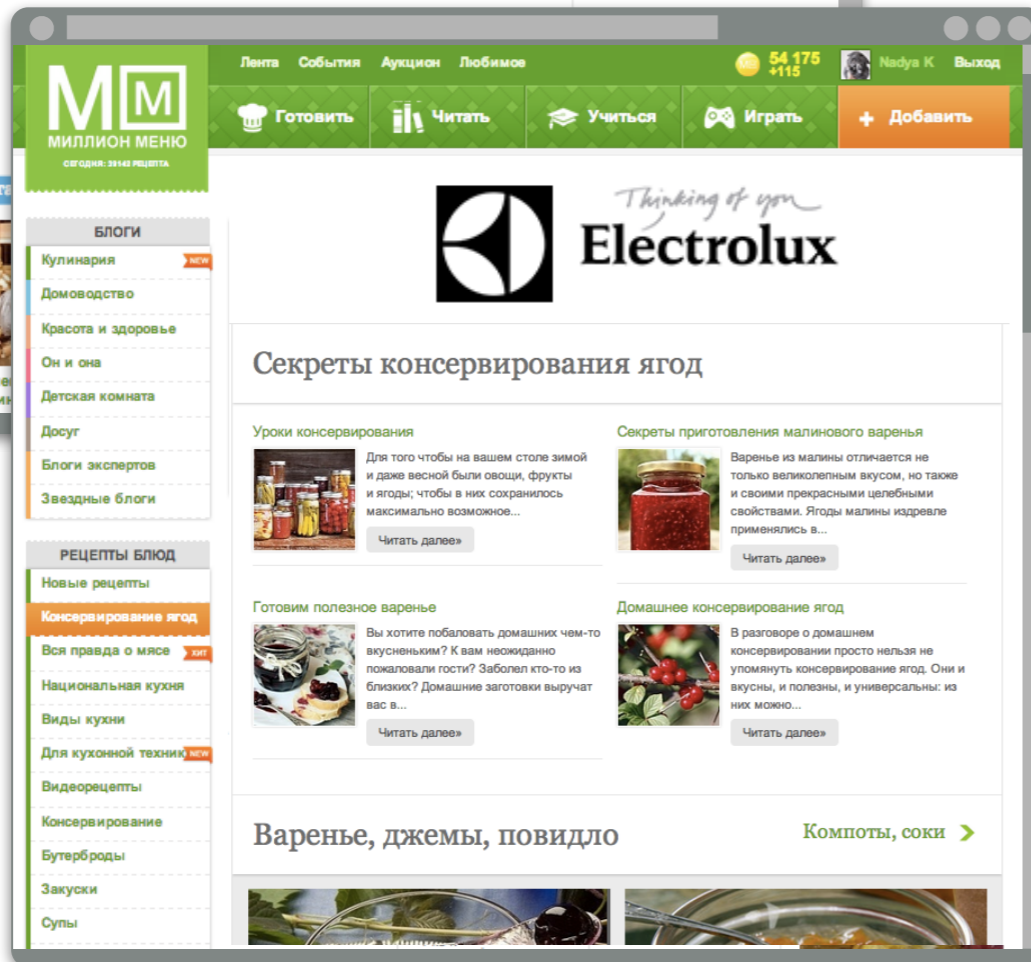 Лента События Аукцион Любимое
54 175
+115
Nadya K Выход
ММ
МИЛЛИОН МЕНЮ
СЕГОДНЯ: 39143 РЕЦЕПТА
Готовить Читать Учиться Играть + Добавить
Thinking of you
Electrolux
БЛОГИ
Кулинария NEW
Домоводство
Красота и здоровье
Он и она
Детская комната
Досуг
Блоги экспертов
Звездные блоги
РЕЦЕПТЫ БЛЮД
Новые рецепты
Консервирование ягод
Вся правда о мясе ХИТ
Национальная кухня
Виды кухни
Для кухонной техник NEW
Видеорецепты
Консервирование
Бутерброды
Закуски
Супы
Секреты консервирования ягод
Уроки консервирования
Для того чтобы на вашем столе зимой
и даже весной были овощи, фрукты
и ягоды; чтобы в них сохранилось
максимально возможное...
Читать далее»
Секреты приготовления малинового варенья
Варенье из малины отличается не
только великолепным вкусом, но также
и своими прекрасными целебными
свойствами. Ягоды малины издревле
применялись в...
Читать далее»
Готовим полезное варенье
Вы хотите побаловать домашних чем-то
вкусненьким? К вам неожиданно
пожаловали гости? Заболел кто-то из
близких? Домашние заготовки выручат
вас в...
Читать далее»
Домашнее консервирование ягод
В разговоре о домашнем
консервировании просто нельзя не
упомянуть консервирование ягод. Они и
вкусны, и полезны, и универсальны: из
них можно...
Читать далее»
Варенье, джемы, повидло
Компоты, соки